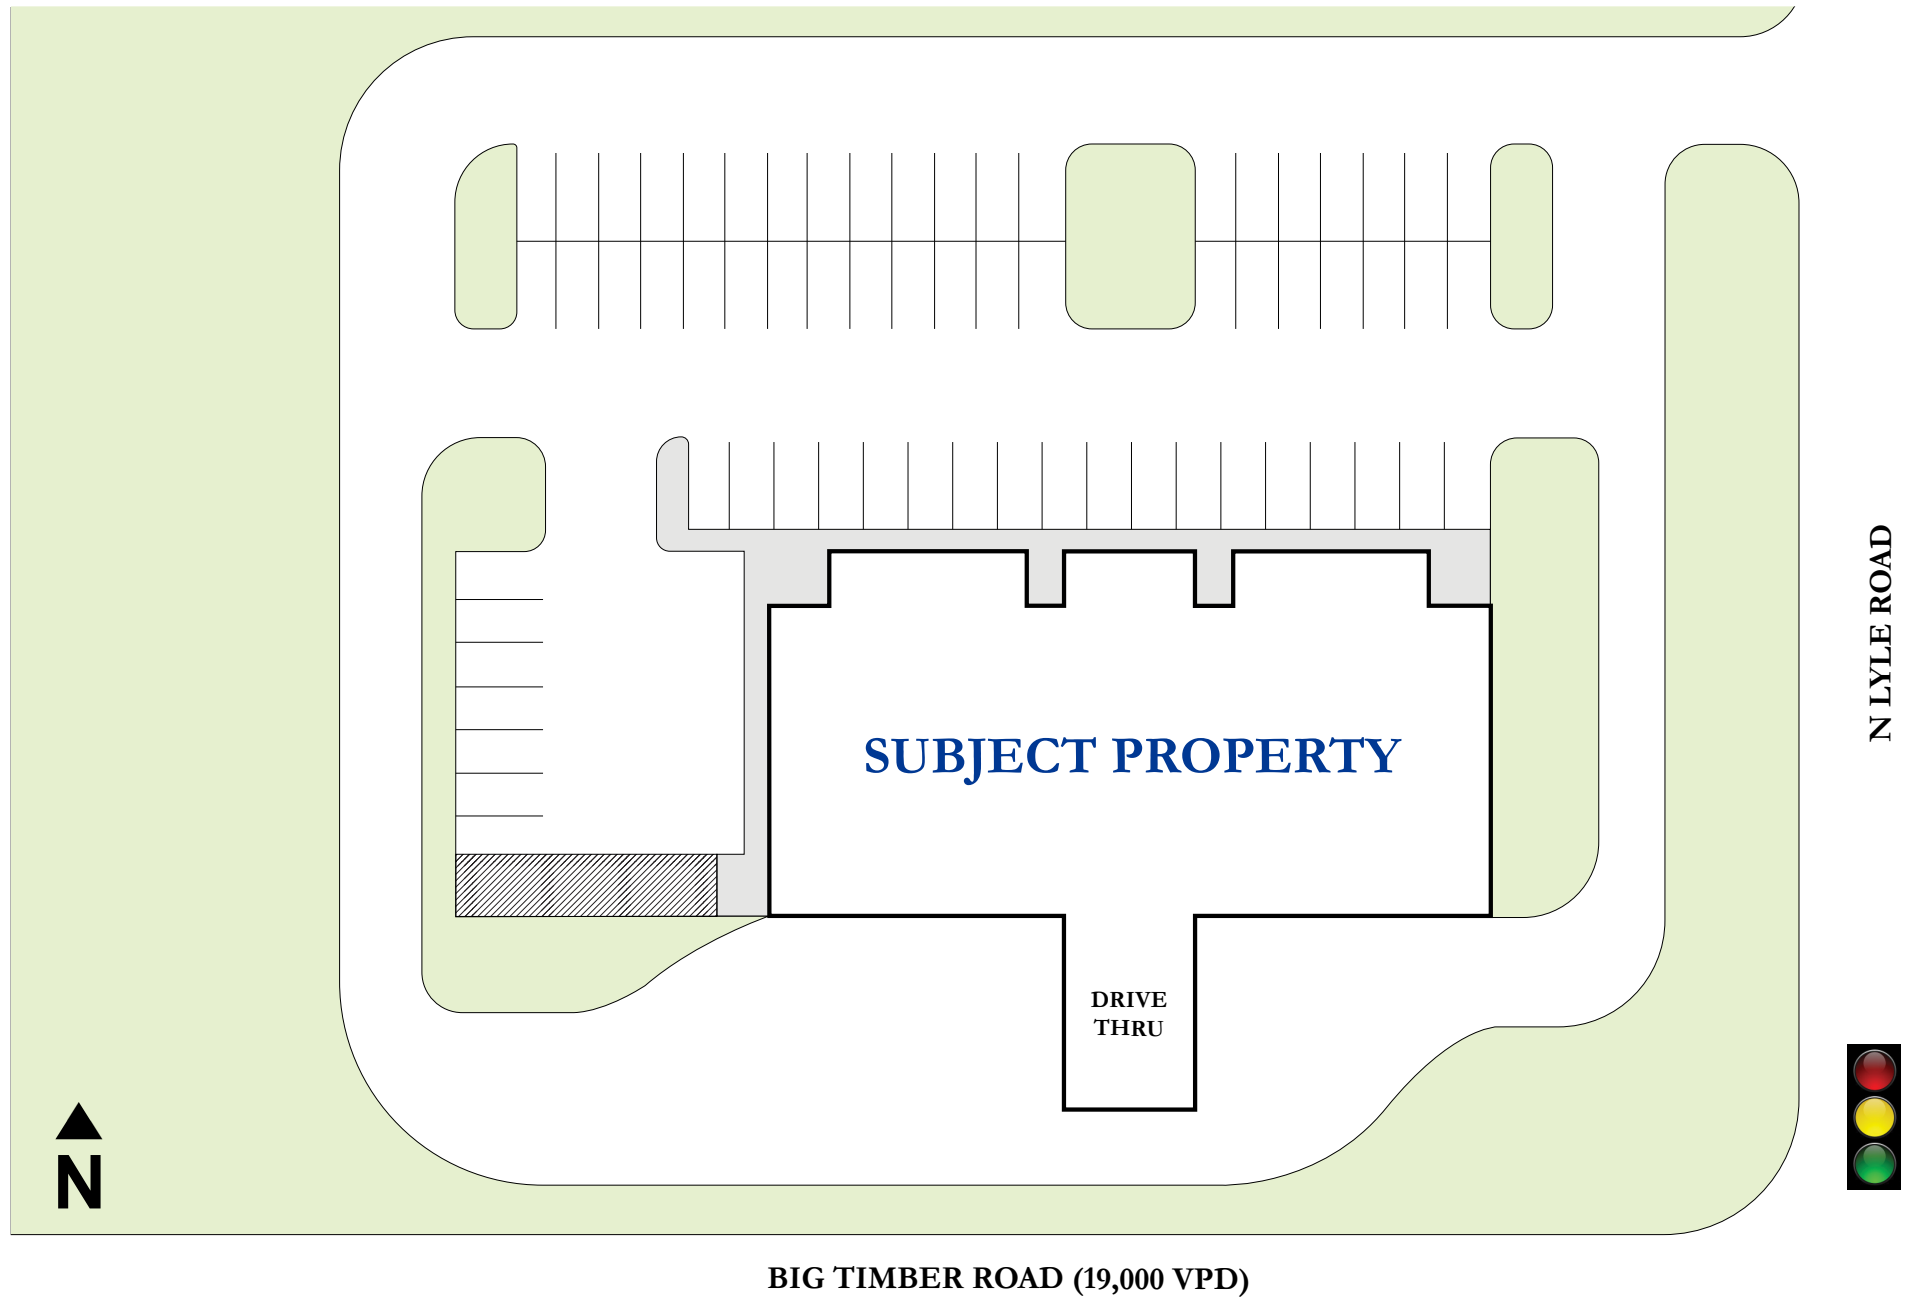 N LYLE ROAD
SUBJECT PROPERTY
DRIVE
THRU
N
BIG TIMBER ROAD (19,000 VPD)